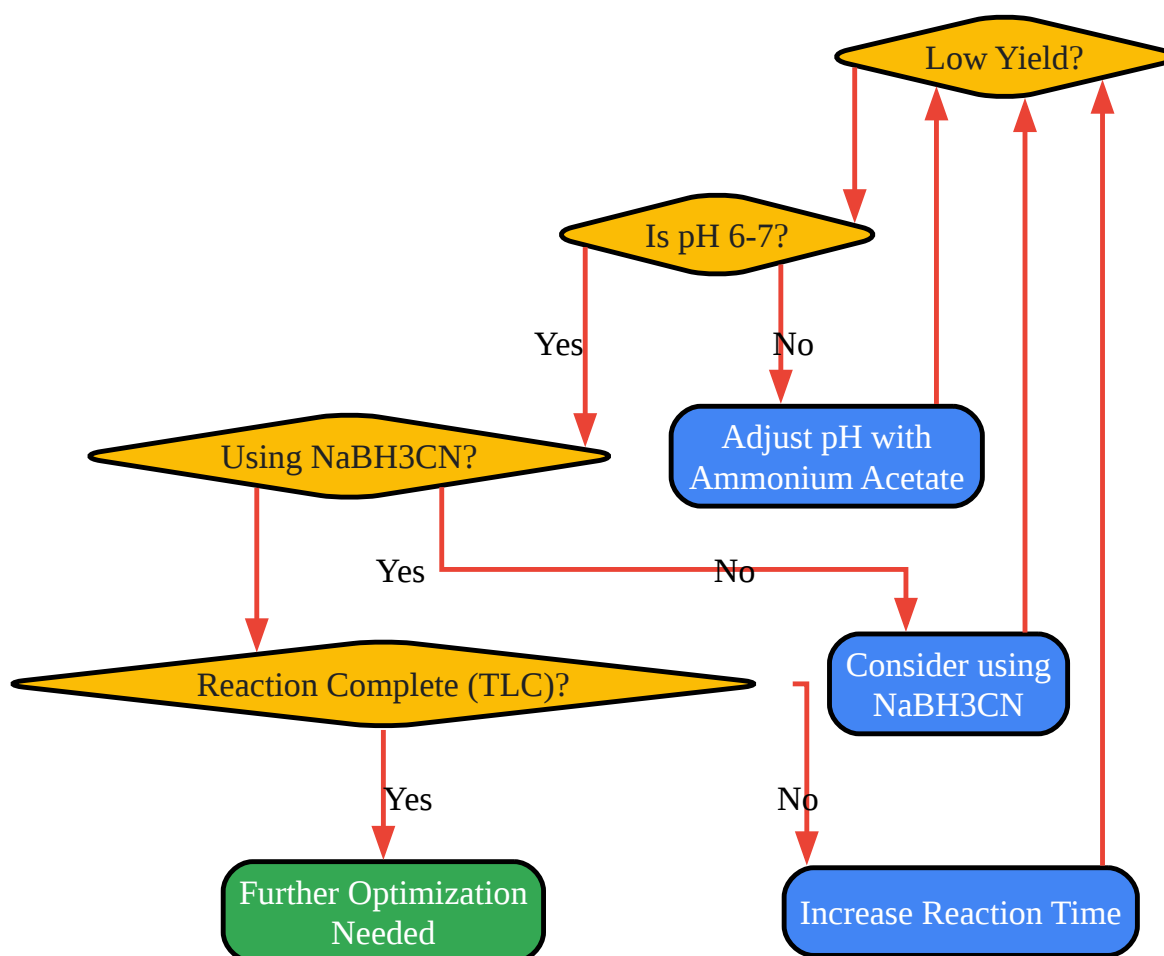 Low Yield?
Is pH 6-7?
Yes
No
Using NaBH3CN?
Adjust pH with
Ammonium Acetate
Yes
No
Reaction Complete (TLC)?
Consider using
NaBH3CN
Yes
No
Further Optimization
Needed
Increase Reaction Time